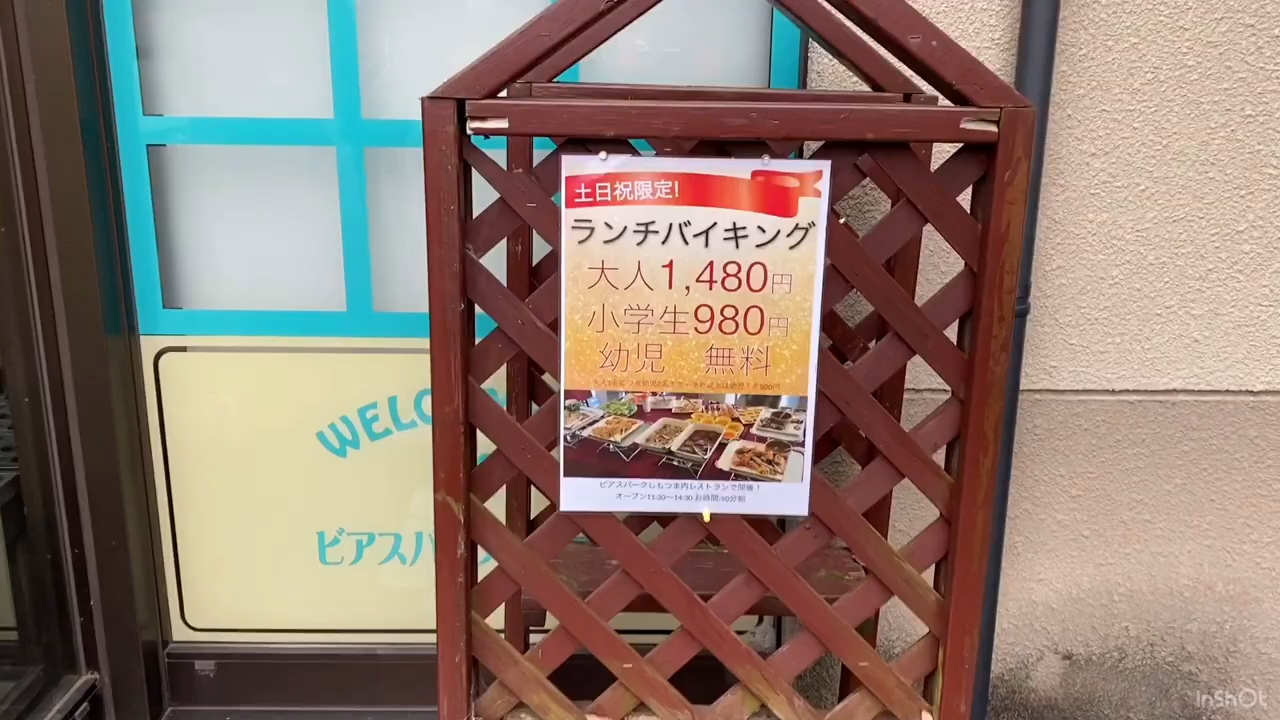 土日祝限定!
ランチバイキング
大人1,480円
小学生980円
幼児 無料
ビアスパークしもつま内レストランで開催!
オープン11:30〜14:30 お時間:90分制
WELCO
ビアスパ
InShOt